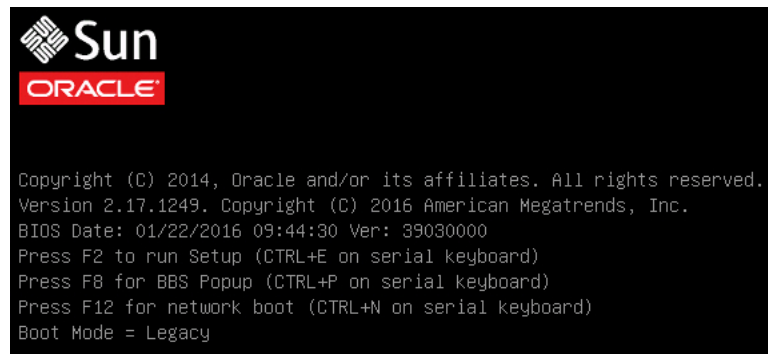 Sun
ORACLE
Copyright (C) 2014, Oracle and/or its affiliates. All rights reserved.
Version 2.17.1249. Copyright (C) 2016 American Megatrends, Inc.
BIOS Date: 01/22/2016 09:44:30 Ver: 39030000
Press F2 to run Setup (CTRL+E on serial keyboard)
Press F8 for BBS Popup (CTRL+P on serial keyboard)
Press F12 for network boot (CTRL+N on serial keyboard)
Boot Mode = Legacy